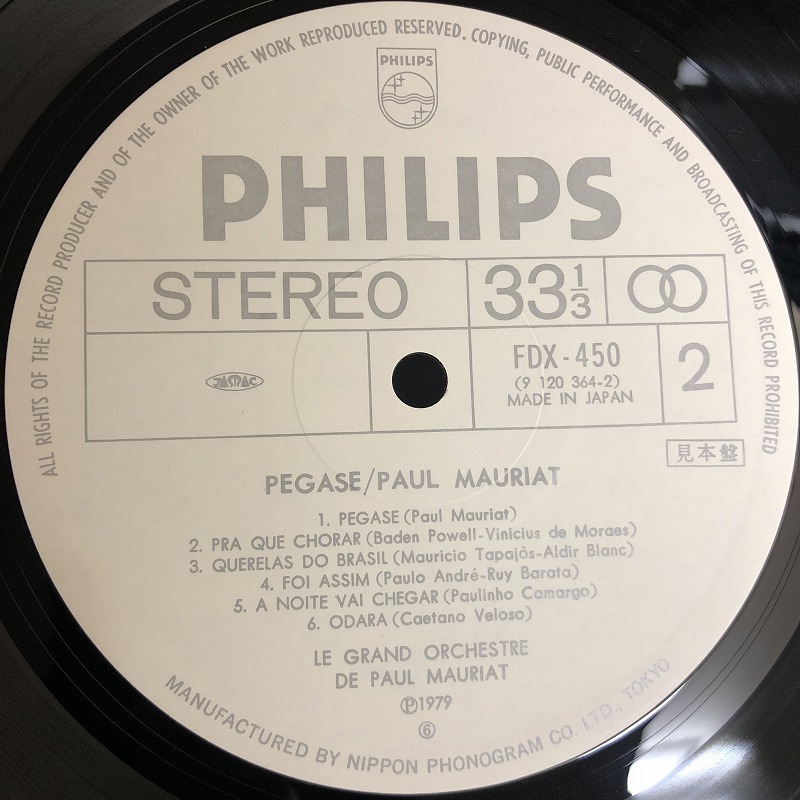 ALL RIGHTS OF THE RECORD PRODUCER AND OF THE OWNER OF THE WORK REPRODUCED RESERVED. COPYING, PUBLIC PERFORMANCE AND BROADCASTING OF THIS RECORD PROHIBITED
PHILIPS
PHILIPS
STEREO
33 1/3
JASRAC
FDX-450
(9 120 364-2)
MADE IN JAPAN
2
見本盤
PEGASE/PAUL MAURIAT
1. PEGASE (Paul Mauriat)
2. PRA QUE CHORAR (Baden Powell-Vinicius de Moraes)
3. QUERELAS DO BRASIL (Mauricio Tapajòs-Aldir Blanc)
4. FOI ASSIM (Paulo André-Ruy Barata)
5. A NOITE VAI CHEGAR (Paulinho Camargo)
6. ODARA (Caetano Veloso)
LE GRAND ORCHESTRE
DE PAUL MAURIAT
Ⓟ1979
⑥
MANUFACTURED BY NIPPON PHONOGRAM CO. LTD., TOKYO